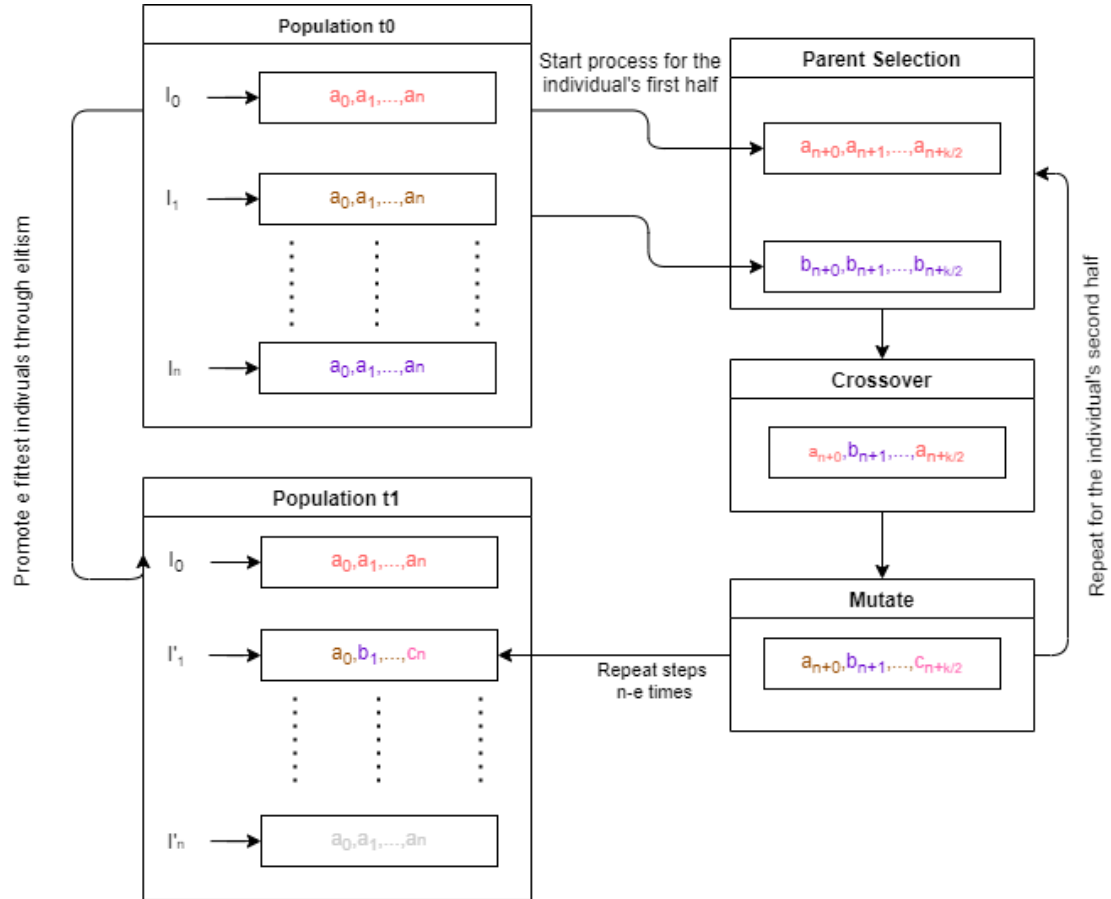 Population t0
I0
a0,a1,...,an
I1
a0,a1,...,an
In
a0,a1,...,an
Promote e fittest indivuals through elitism
Start process for the
individual's first half
Parent Selection
an+0,an+1,...,an+k/2
bn+0,bn+1,...,bn+k/2
Crossover
an+0,bn+1,...,an+k/2
Mutate
an+0,bn+1,...,cn+k/2
Repeat for the individual's second half
Repeat steps
n-e times
Population t1
I0
a0,a1,...,an
I'1
a0,b1,...,cn
I'n
a0,a1,...,an